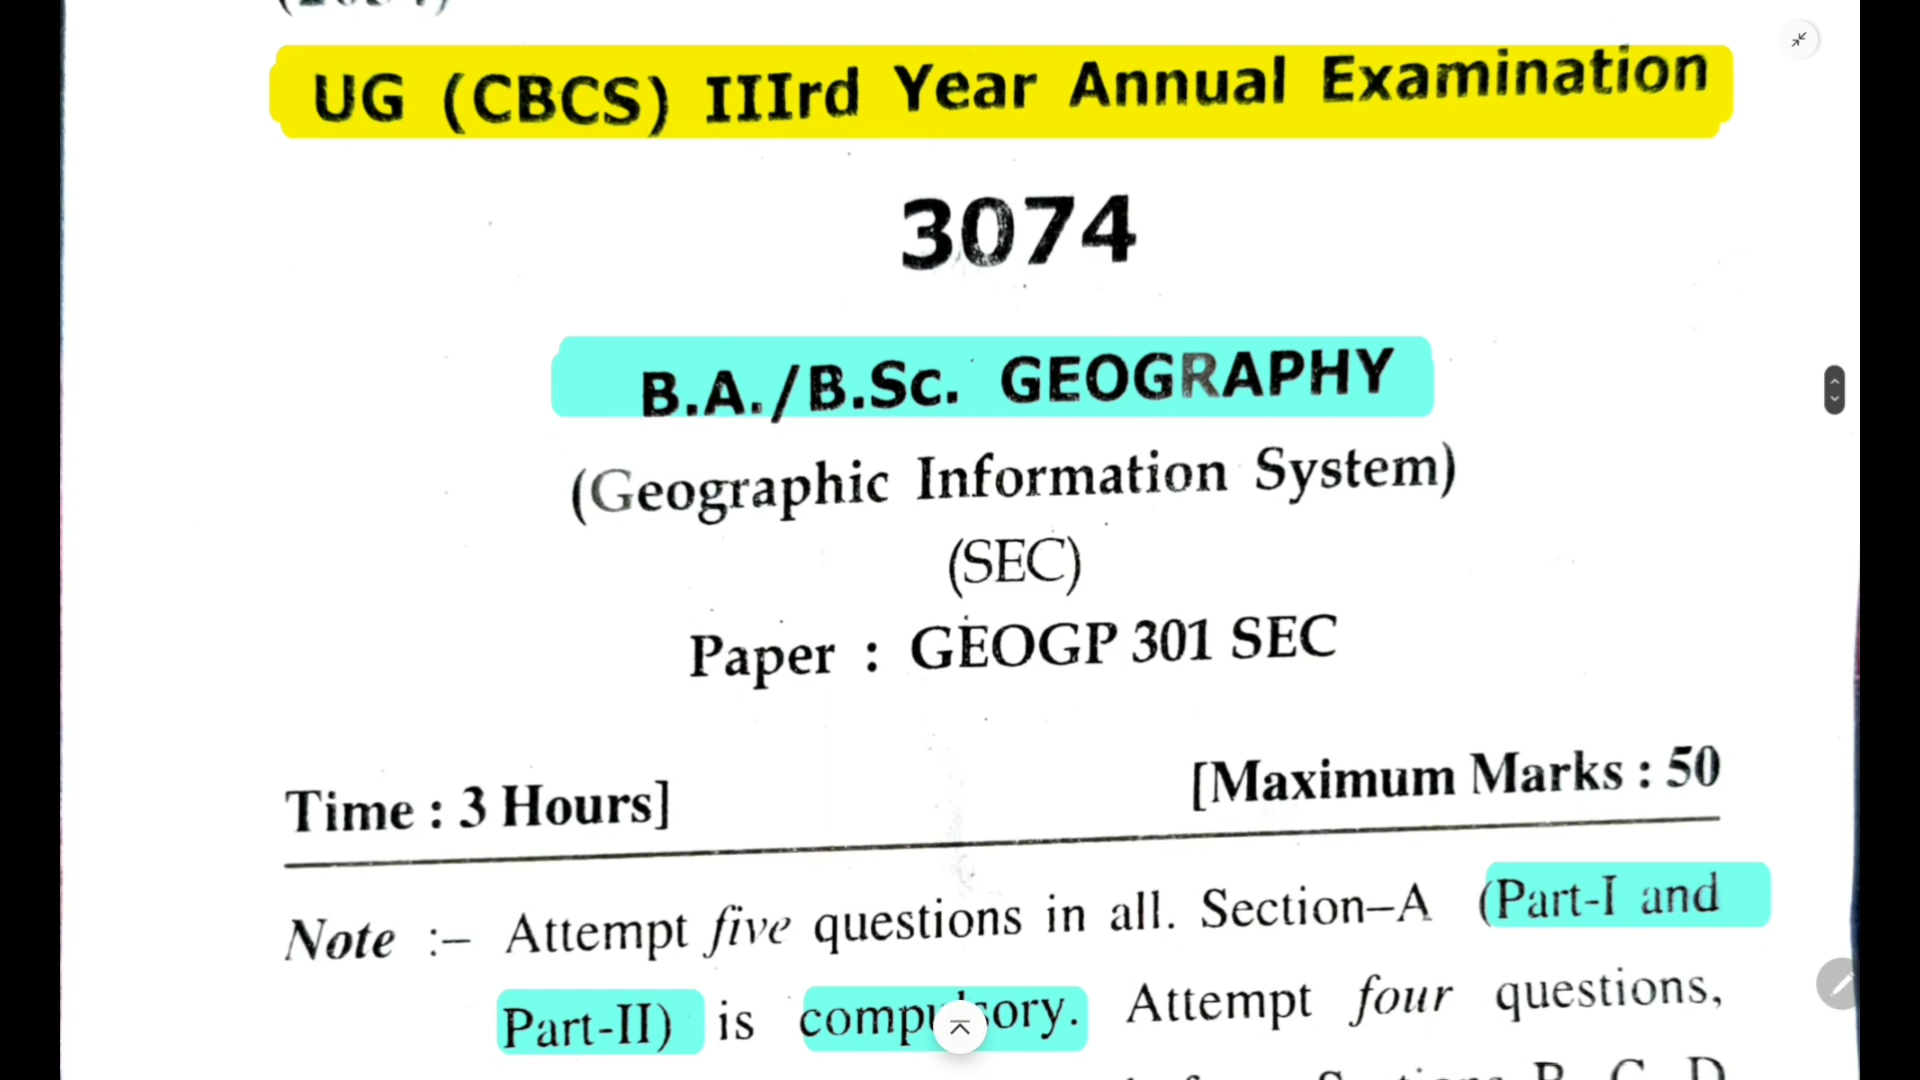 UG (CBCS) IIIrd Year Annual Examination
3074
B.A./B.Sc. GEOGRAPHY
(Geographic Information System)
(SEC)
Paper : GEOGP 301 SEC
Time : 3 Hours] [Maximum Marks : 50
Note :– Attempt five questions in all. Section–A (Part-I and
Part-II) is compulsory. Attempt four questions,